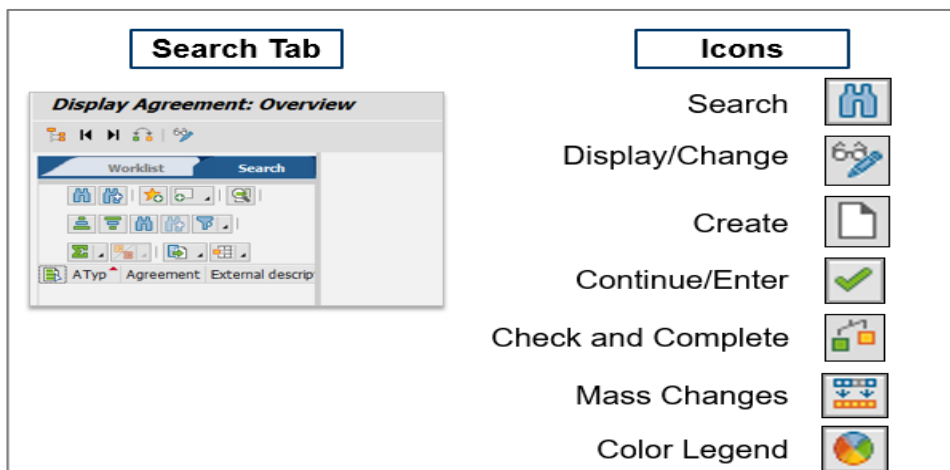 Search Tab
Display Agreement: Overview
Worklist
Search
ATyp Agreement External descrip
Icons
Search
Display/Change
Create
Continue/Enter
Check and Complete
Mass Changes
Color Legend